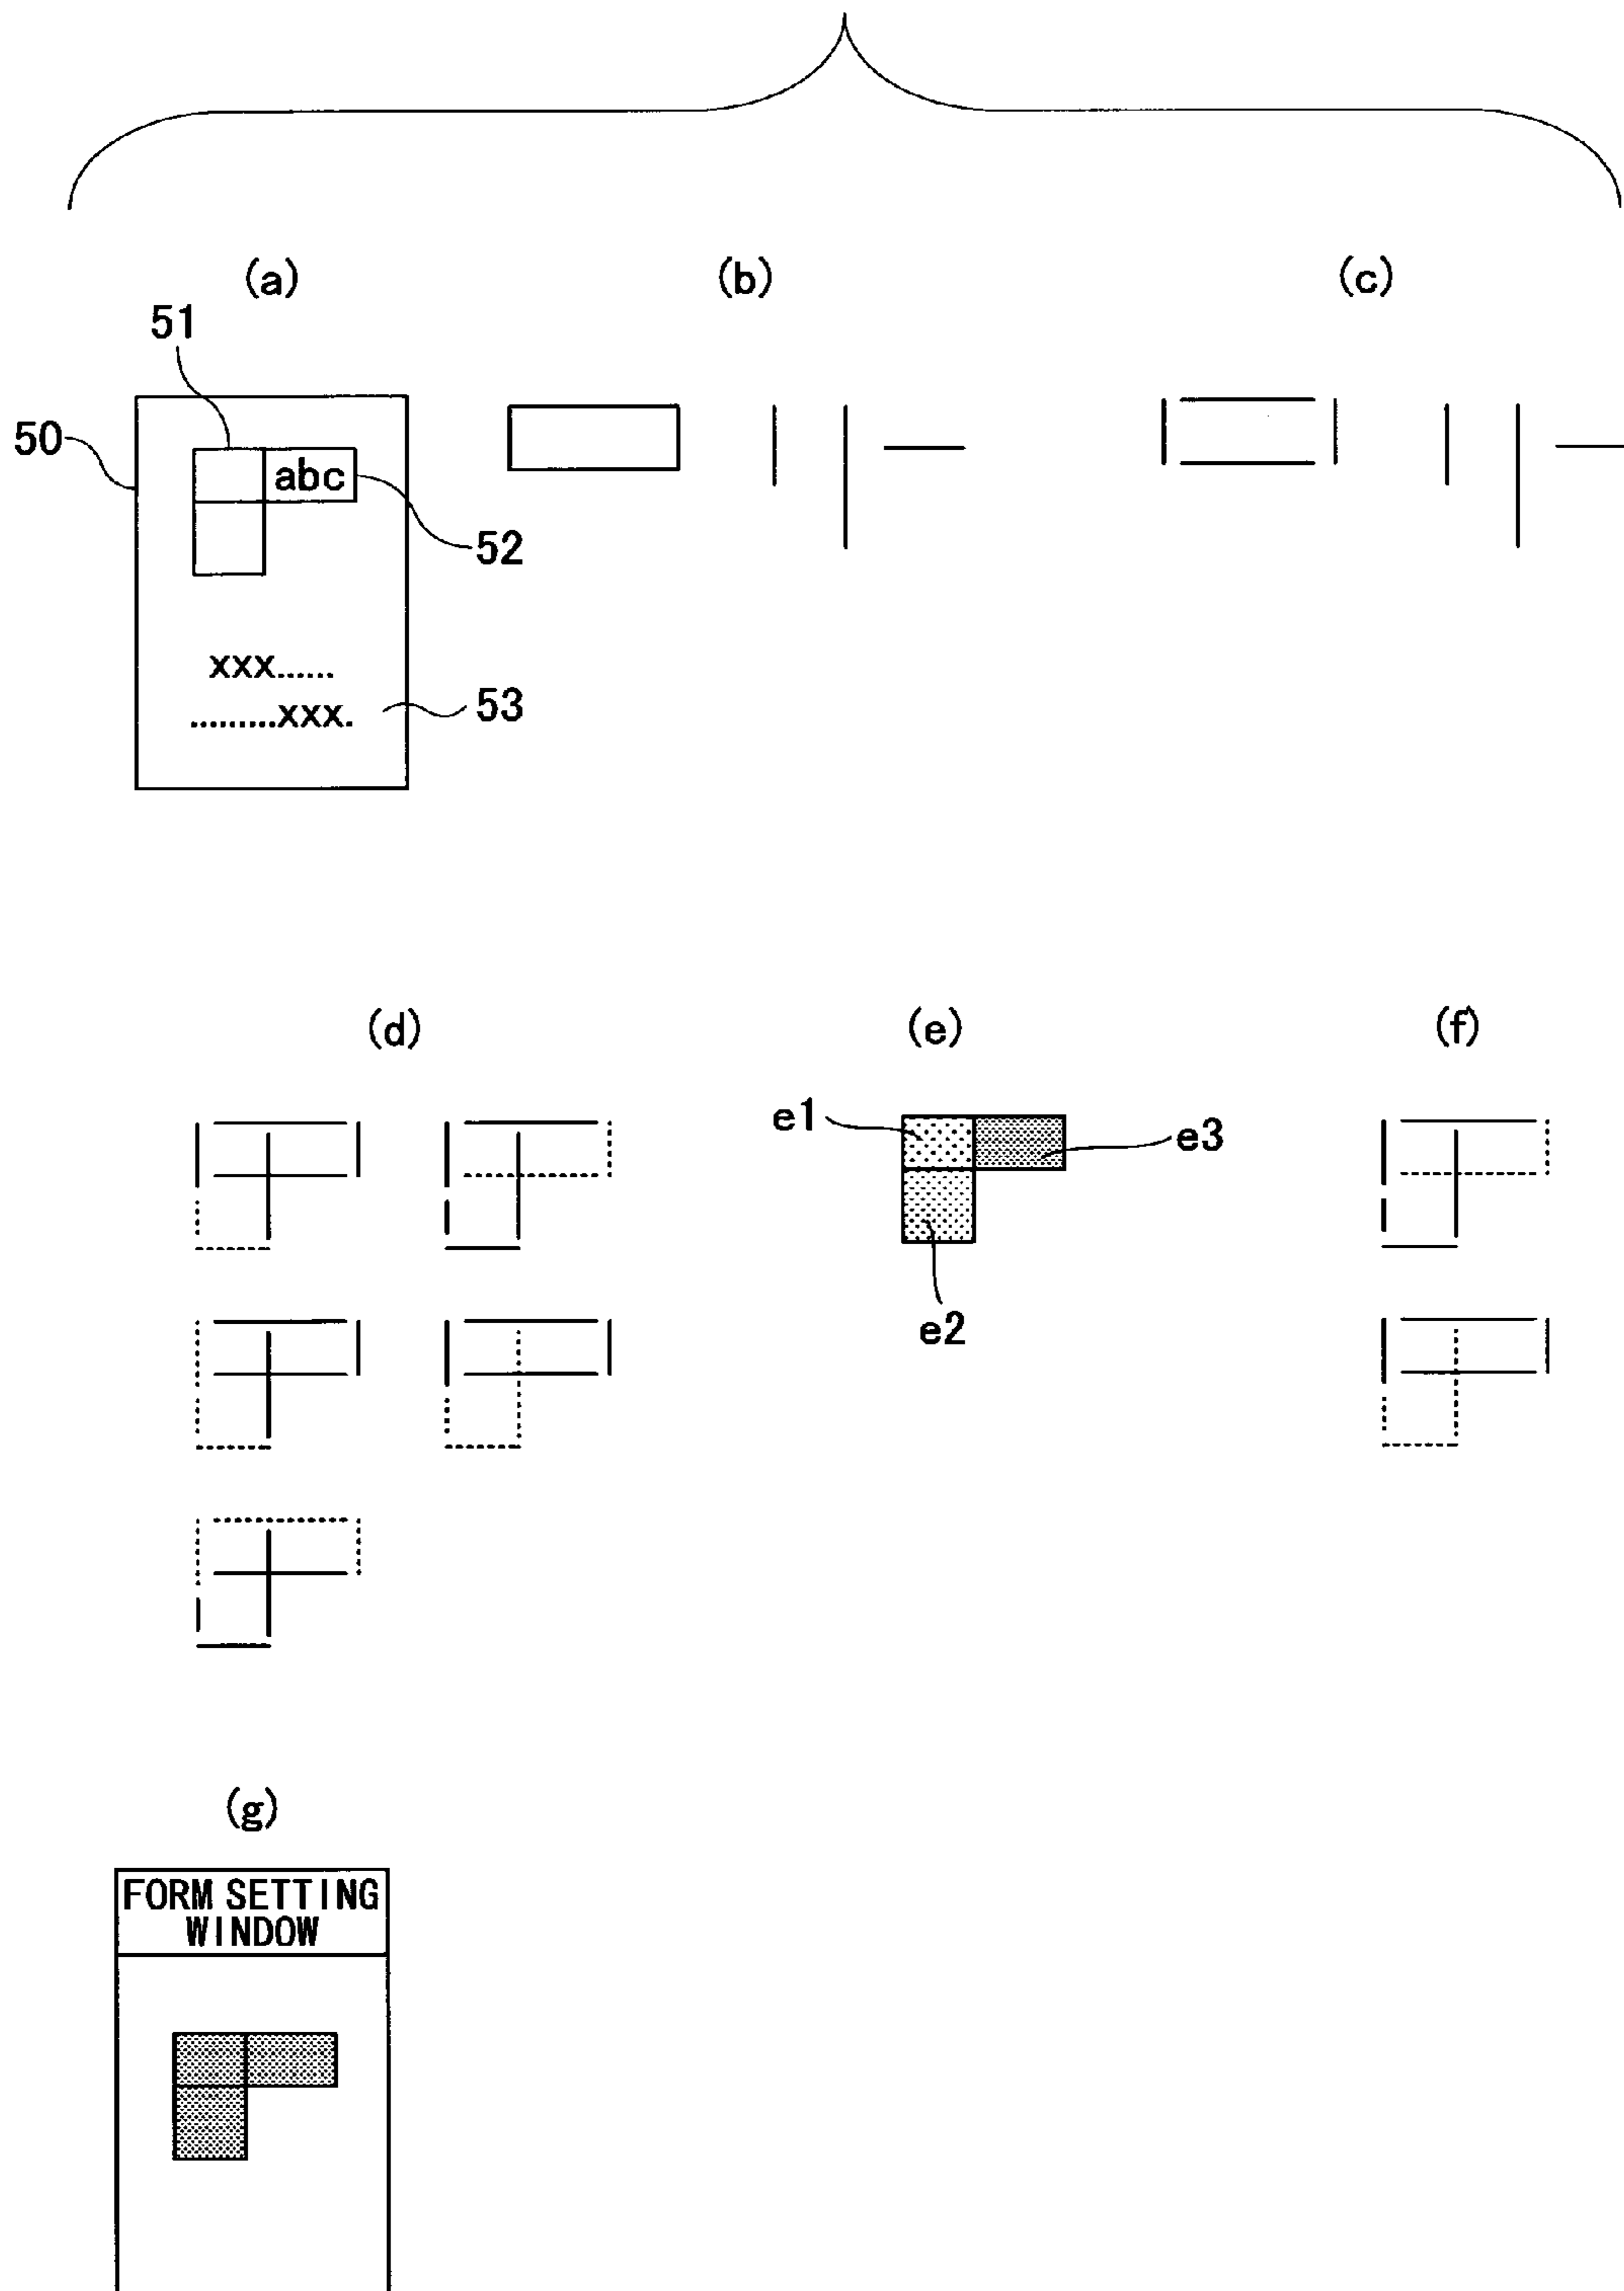 (a)
(b)
(c)
51
50
abc
52
xxx......
..........xxx.
53
(d)
(e)
(f)
e1
e3
e2
(g)
FORM SETTING
WINDOW